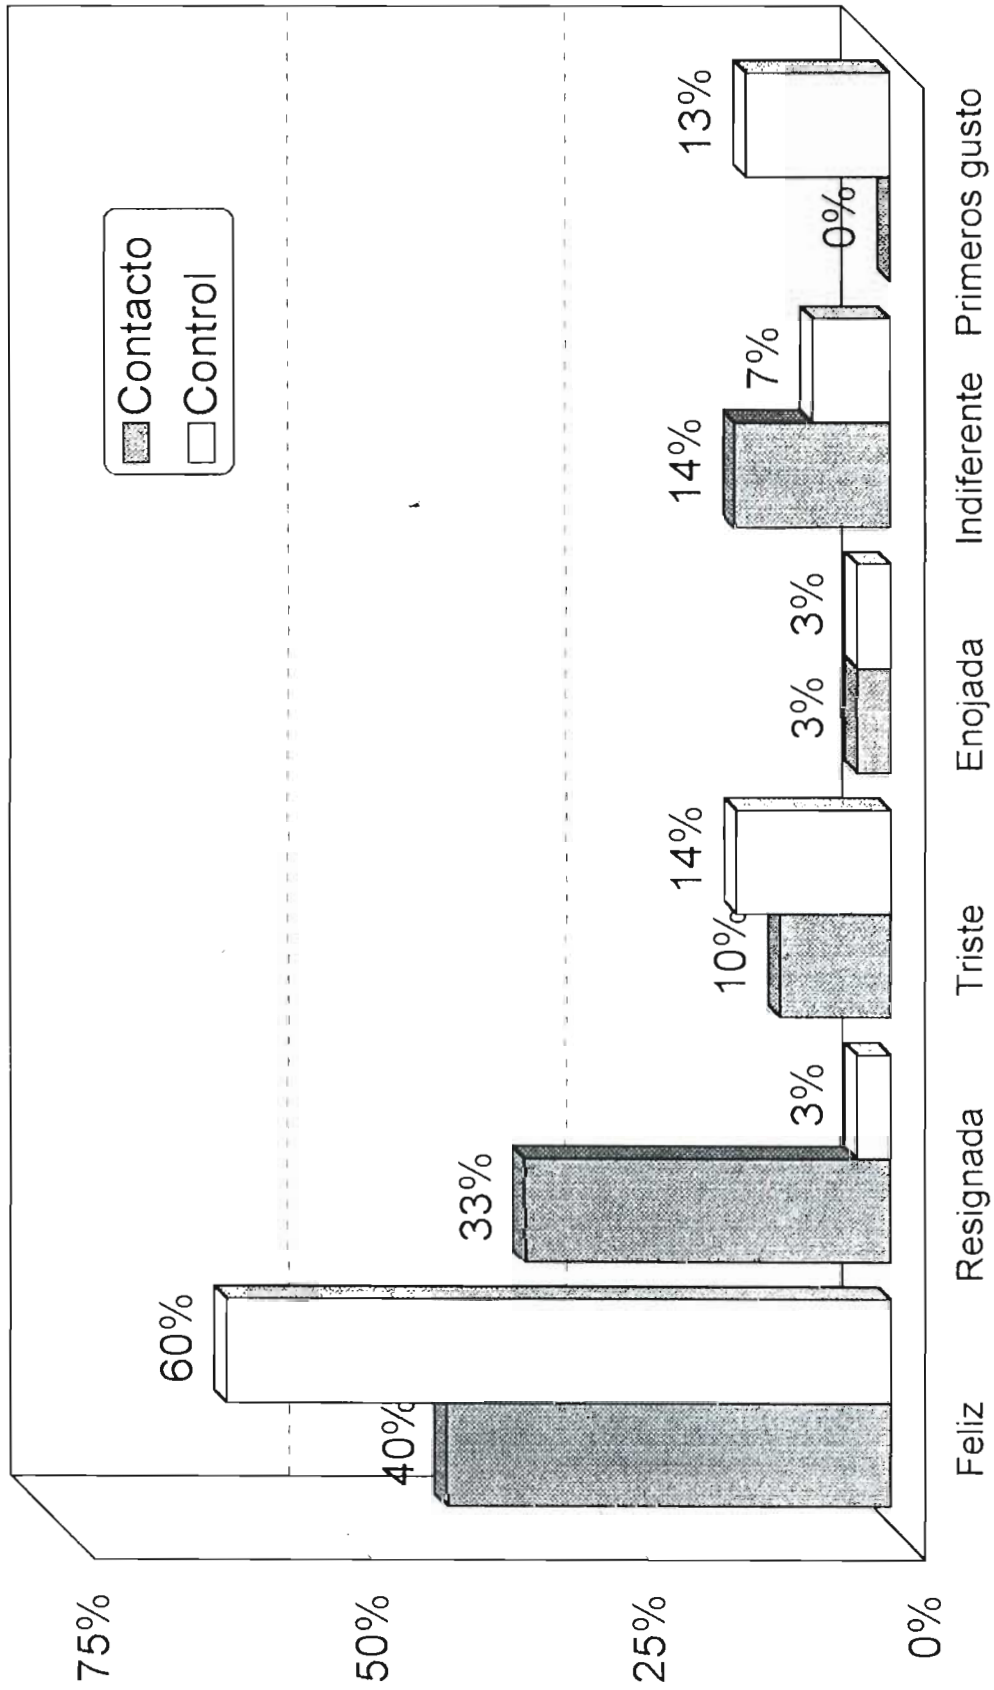 75%
50%
25%
0%
Contacto
Control
40%
60%
33%
3%
10%
14%
3%
3%
14%
7%
0%
13%
Feliz
Resignada
Triste
Enojada
Indiferente
Primeros gusto